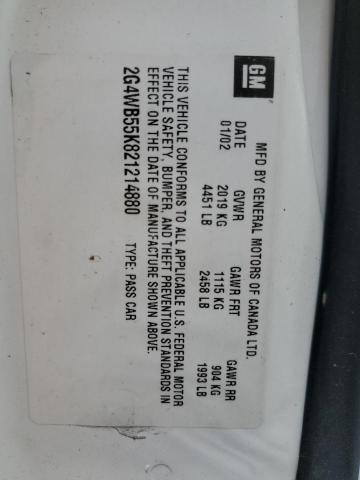 GM
MFD BY GENERAL MOTORS OF CANADA LTD.
DATE GVWR GAWR FRT GAWR RR
01/02 2019 KG 1115 KG 904 KG
4451 LB 2458 LB 1993 LB
THIS VEHICLE CONFORMS TO ALL APPLICABLE U.S. FEDERAL MOTOR
VEHICLE SAFETY, BUMPER, AND THEFT PREVENTION STANDARDS IN
EFFECT ON THE DATE OF MANUFACTURE SHOWN ABOVE.
2G4WB55K821214880 TYPE: PASS CAR